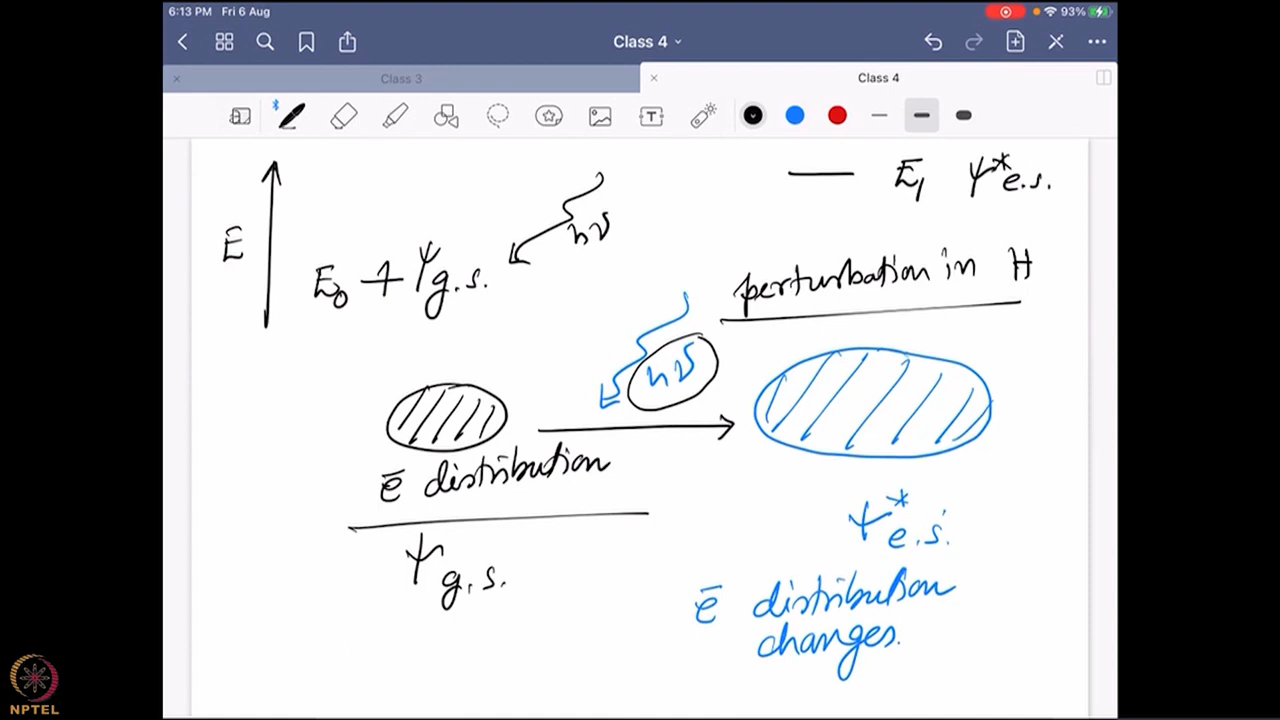 6:13 PM Fri 6 Aug
93%
Class 4
Class 3
Class 4
T
E
E₀ Ψg.s.
hν
E₁ Ψ*e.s.
perturbation in H
hν
ē distribution
Ψg.s.
Ψ*e.s.
ē distribution
changes.
NPTEL